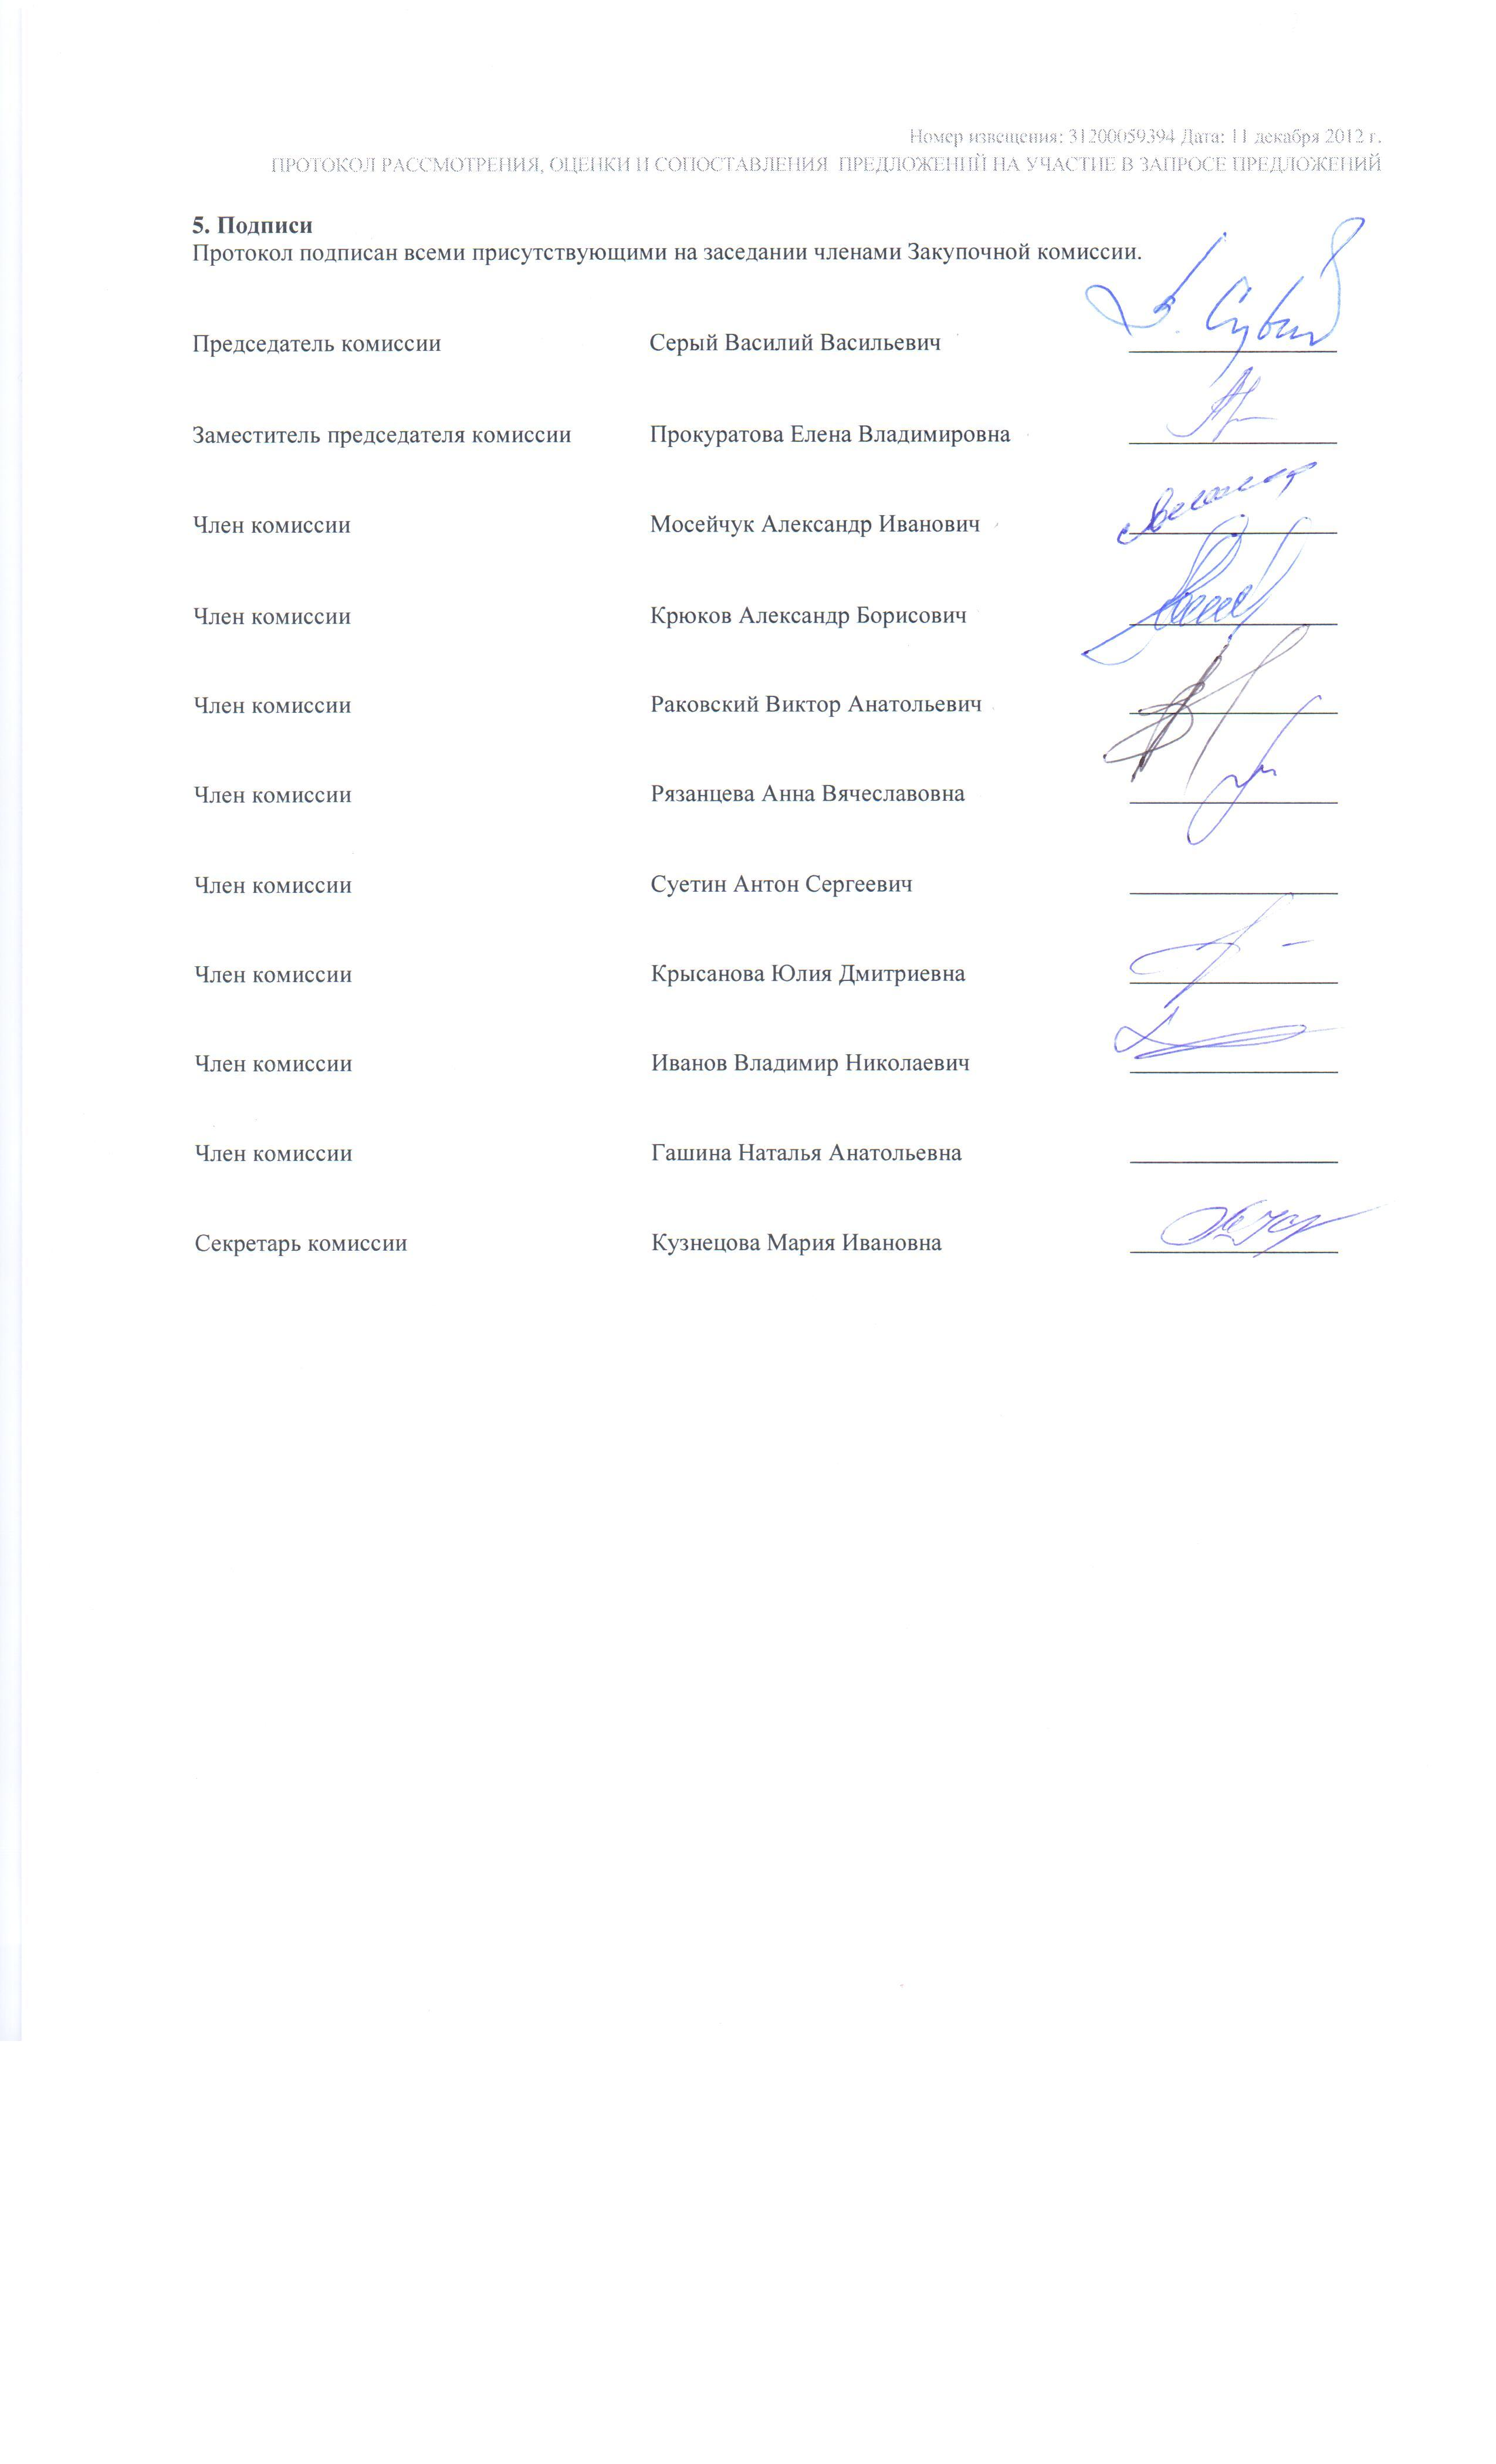 Номер извещения: 31200059394 Дата: 11 декабря 2012 г.
ПРОТОКОЛ РАССМОТРЕНИЯ, ОЦЕНКИ И СОПОСТАВЛЕНИЯ ПРЕДЛОЖЕНИЙ НА УЧАСТИЕ В ЗАПРОСЕ ПРЕДЛОЖЕНИЙ
5. Подписи
Протокол подписан всеми присутствующими на заседании членами Закупочной комиссии.
Председатель комиссии Серый Василий Васильевич
Заместитель председателя комиссии Прокуратова Елена Владимировна
Член комиссии Мосейчук Александр Иванович
Член комиссии Крюков Александр Борисович
Член комиссии Раковский Виктор Анатольевич
Член комиссии Рязанцева Анна Вячеславовна
Член комиссии Суетин Антон Сергеевич
Член комиссии Крысанова Юлия Дмитриевна
Член комиссии Иванов Владимир Николаевич
Член комиссии Гашина Наталья Анатольевна
Секретарь комиссии Кузнецова Мария Ивановна